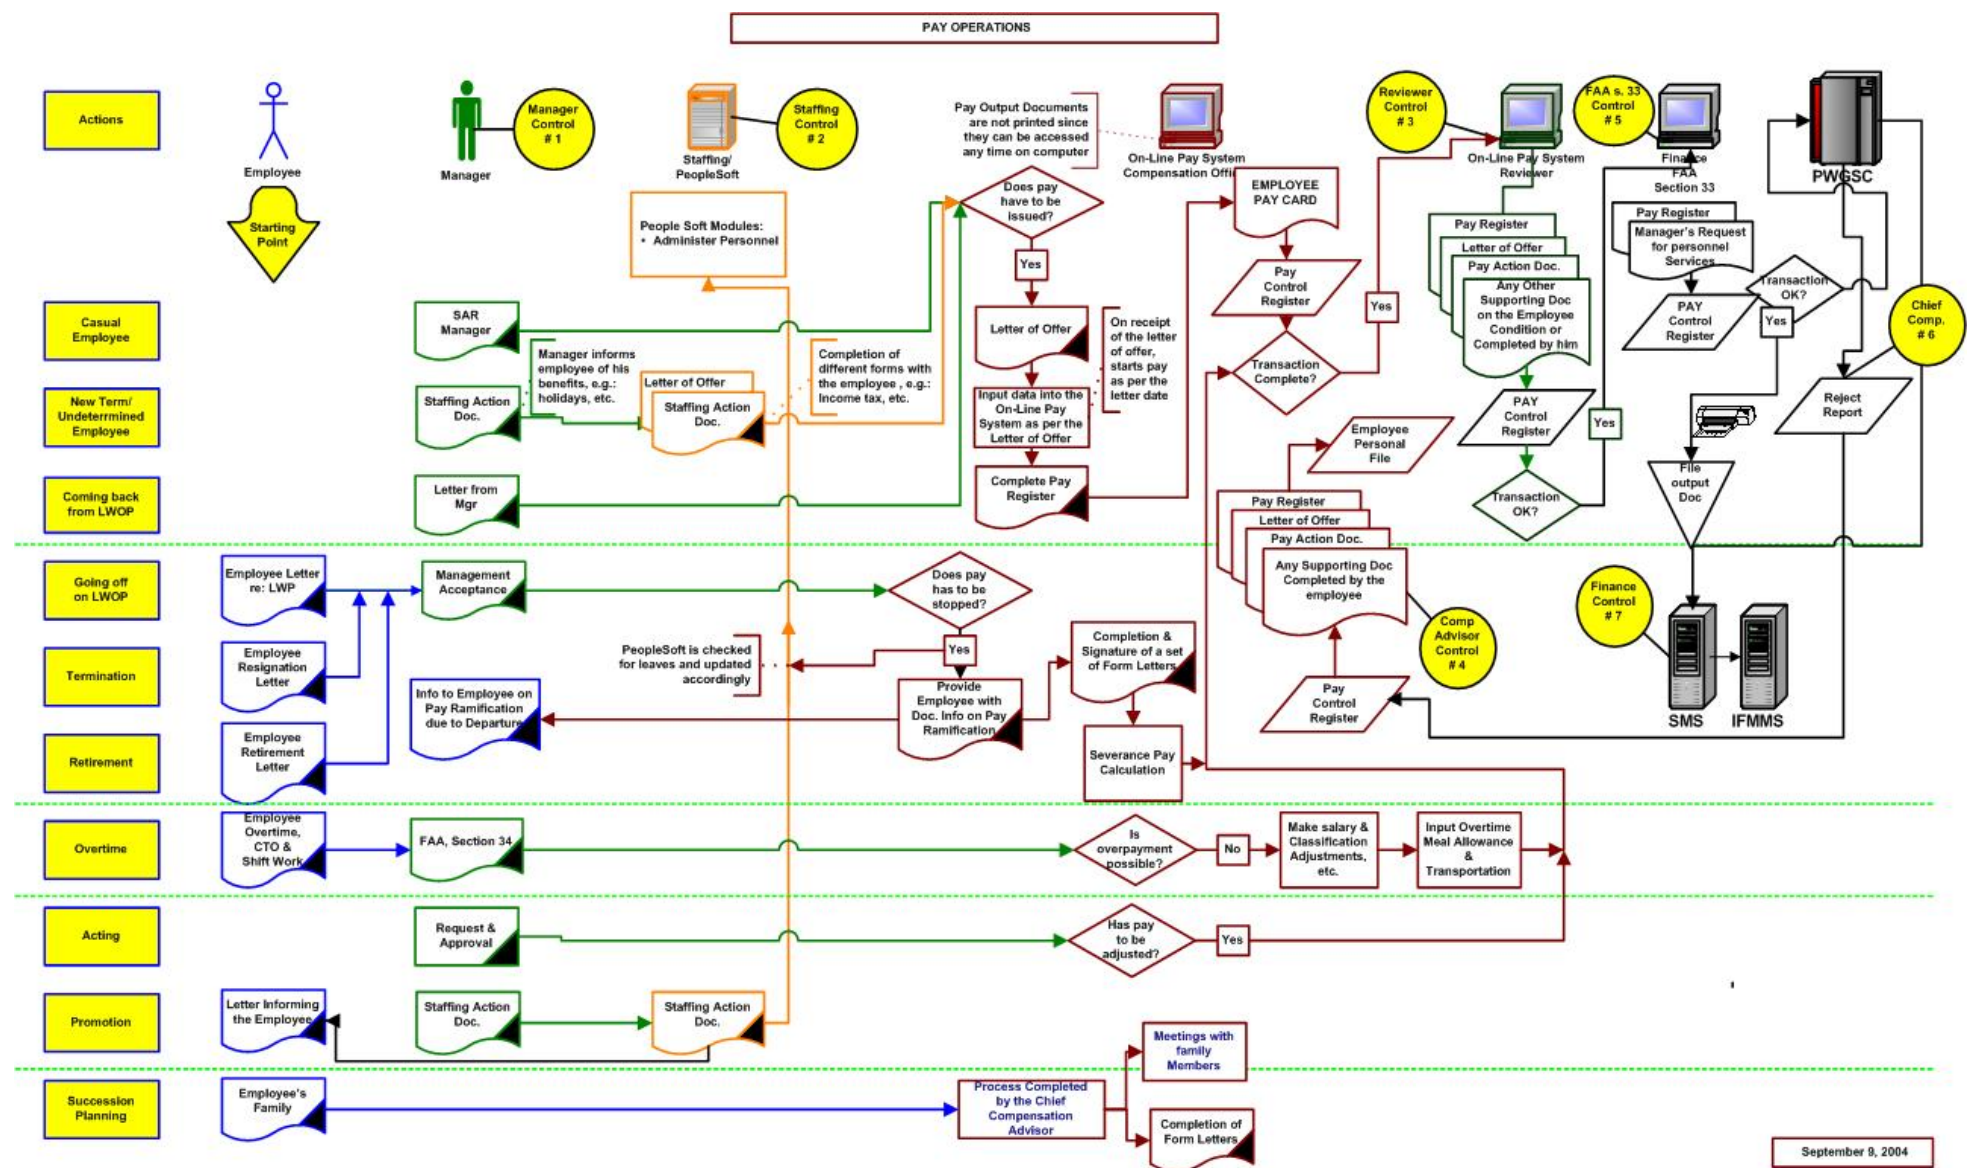 PAY OPERATIONS
Actions
Employee
Starting
Point
Manager
Manager
Control
# 1
Staffing/
PeopleSoft
Staffing
Control
# 2
Pay Output Documents
are not printed since
they can be accessed
any time on computer
On-Line Pay System
Compensation Offi
Reviewer
Control
# 3
On-Line Pay System
Reviewer
FAA s. 33
Control
# 5
Finance
FAA
Section 33
PWGSC
People Soft Modules:
• Administer Personnel
Does pay
have to be
issued?
Yes
EMPLOYEE
PAY CARD
Pay
Control
Register
Yes
Transaction
Complete?
Pay Register
Letter of Offer
Pay Action Doc.
Any Other
Supporting Doc
on the Employee
Condition or
Completed by him
PAY
Control
Register
Transaction
OK?
Yes
Pay Register
Manager's Request
for personnel
Services
PAY
Control
Register
Transaction
OK?
Yes
Chief
Comp.
# 6
Reject
Report
File
output
Doc
Casual
Employee
SAR
Manager
Manager informs
employee of his
benefits, e.g.:
holidays, etc.
Letter of Offer
Staffing Action
Doc.
Completion of
different forms with
the employee , e.g.:
Income tax, etc.
Letter of Offer
On receipt
of the letter
of offer,
starts pay
as per the
letter date
New Term/
Undeterrmined
Employee
Staffing Action
Doc.
Input data into the
On-Line Pay
System as per the
Letter of Offer
Employee
Personal
File
Coming back
from LWOP
Letter from
Mgr
Complete Pay
Register
Pay Register
Letter of Offer
Pay Action Doc.
Any Supporting Doc
Completed by the
employee
Going off
on LWOP
Employee Letter
re: LWP
Management
Acceptance
Does pay
has to be
stopped?
Yes
Comp
Advisor
Control
# 4
Finance
Control
# 7
SMS
IFMMS
Termination
Employee
Resignation
Letter
PeopleSoft is checked
for leaves and updated
accordingly
Completion &
Signature of a set
of Form Letters
Info to Employee on
Pay Ramification
due to Departure
Provide
Employee with
Doc. Info on Pay
Ramification
Pay
Control
Register
Retirement
Employee
Retirement
Letter
Severance Pay
Calculation
Overtime
Employee
Overtime,
CTO &
Shift Work
FAA, Section 34
Is
overpayment
possible?
No
Make salary &
Classification
Adjustments,
etc.
Input Overtime
Meal Allowance
&
Transportation
Acting
Request &
Approval
Has pay
to be
adjusted?
Yes
Promotion
Letter Informing
the Employee
Staffing Action
Doc.
Staffing Action
Doc.
Meetings with
family
Members
Succession
Planning
Employee's
Family
Process Completed
by the Chief
Compensation
Advisor
Completion of
Form Letters
September 9, 2004